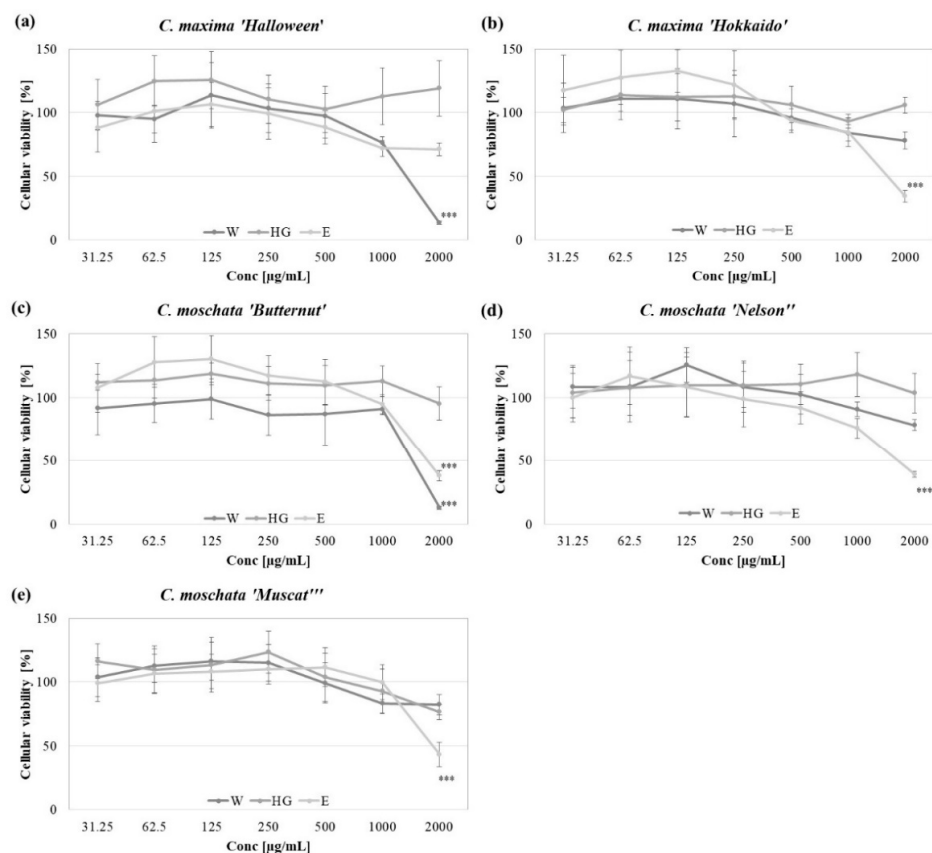 (a) C. maxima 'Halloween'
150
100
50
0
Cellular viability [%]
***
W HG E
31.25 62.5 125 250 500 1000 2000
Conc [µg/mL]
(b) C. maxima 'Hokkaido'
150
100
50
0
Cellular viability [%]
***
W HG E
31.25 62.5 125 250 500 1000 2000
Conc [µg/mL]
(c) C. moschata 'Butternut'
150
100
50
0
Cellular viability [%]
***
***
W HG E
31.25 62.5 125 250 500 1000 2000
Conc [µg/mL]
(d) C. moschata 'Nelson''
150
100
50
0
Cellular viability [%]
***
W HG E
31.25 62.5 125 250 500 1000 2000
Conc [µg/mL]
(e) C. moschata 'Muscat'''
150
100
50
0
Cellular viability [%]
***
W HG E
31.25 62.5 125 250 500 1000 2000
Conc [µg/mL]